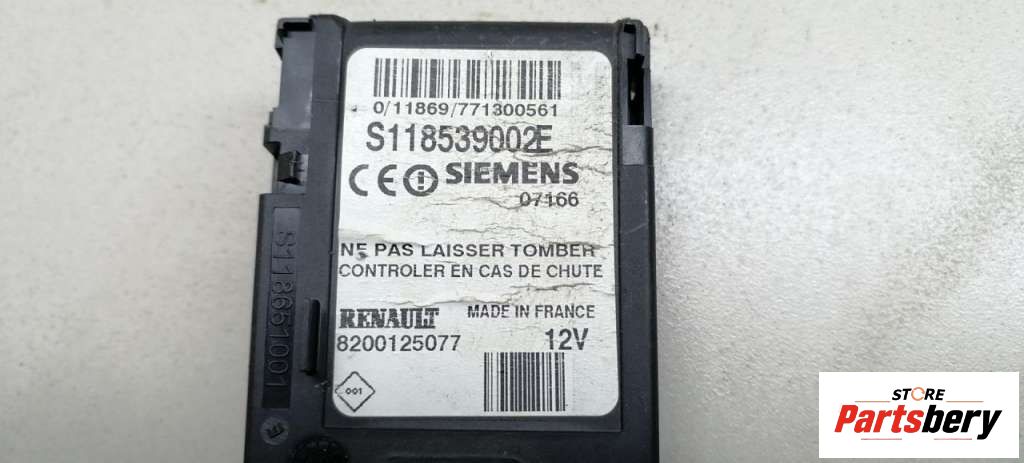 0/11869/771300561
S118539002E
CE SIEMENS
07166
NE PAS LAISSER TOMBER
CONTROLER EN CAS DE CHUTE
RENAULT MADE IN FRANCE
8200125077 12V
001
S118651001
STORE
Partsbery